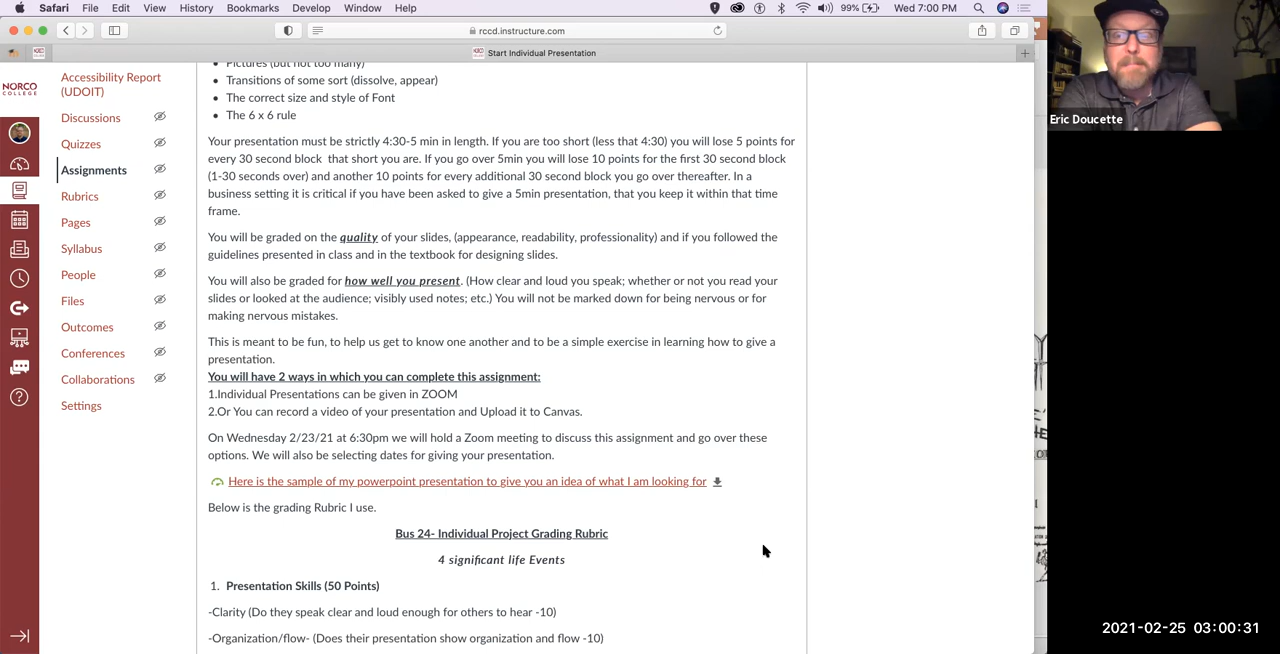 Safari File Edit View History Bookmarks Develop Window Help
99% Wed 7:00 PM
rccd.instructure.com
Start Individual Presentation
NORCO
COLLEGE
Accessibility Report
(UDOIT)
Discussions
Quizzes
Assignments
Rubrics
Pages
Syllabus
People
Files
Outcomes
Conferences
Collaborations
Settings
• Pictures (but not too many)
• Transitions of some sort (dissolve, appear)
• The correct size and style of Font
• The 6 x 6 rule
Your presentation must be strictly 4:30-5 min in length. If you are too short (less that 4:30) you will lose 5 points for
every 30 second block that short you are. If you go over 5min you will lose 10 points for the first 30 second block
(1-30 seconds over) and another 10 points for every additional 30 second block you go over thereafter. In a
business setting it is critical if you have been asked to give a 5min presentation, that you keep it within that time
frame.
You will be graded on the quality of your slides, (appearance, readability, professionality) and if you followed the
guidelines presented in class and in the textbook for designing slides.
You will also be graded for how well you present. (How clear and loud you speak; whether or not you read your
slides or looked at the audience; visibly used notes; etc.) You will not be marked down for being nervous or for
making nervous mistakes.
This is meant to be fun, to help us get to know one another and to be a simple exercise in learning how to give a
presentation.
You will have 2 ways in which you can complete this assignment:
1.Individual Presentations can be given in ZOOM
2.Or You can record a video of your presentation and Upload it to Canvas.
On Wednesday 2/23/21 at 6:30pm we will hold a Zoom meeting to discuss this assignment and go over these
options. We will also be selecting dates for giving your presentation.
Here is the sample of my powerpoint presentation to give you an idea of what I am looking for
Below is the grading Rubric I use.
Bus 24- Individual Project Grading Rubric
4 significant life Events
1. Presentation Skills (50 Points)
-Clarity (Do they speak clear and loud enough for others to hear -10)
-Organization/flow- (Does their presentation show organization and flow -10)
Eric Doucette
2021-02-25 03:00:31